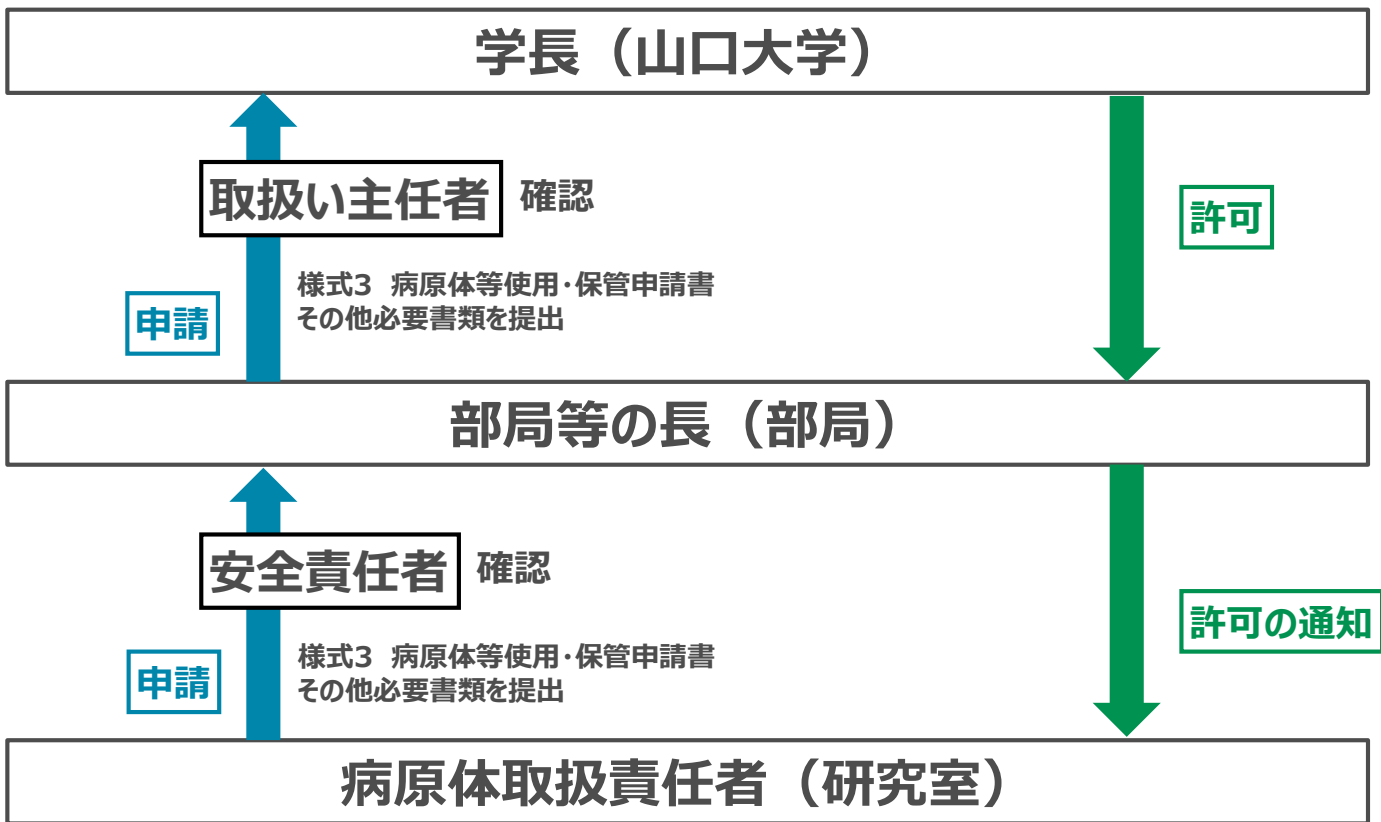 学長（山口大学）
取扱い主任者 確認
許可
様式3 病原体等使用・保管申請書
その他必要書類を提出
申請
部局等の長（部局）
安全責任者 確認
許可の通知
様式3 病原体等使用・保管申請書
その他必要書類を提出
申請
病原体取扱責任者（研究室）